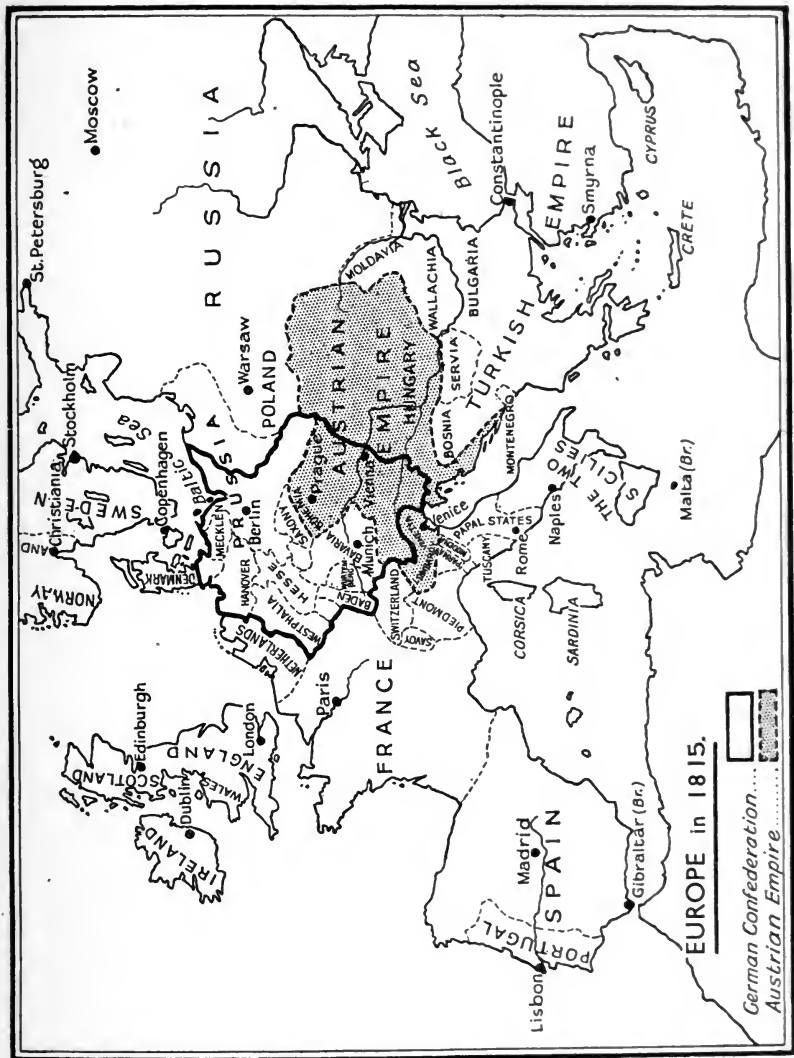 EUROPE in 1815.
German Confederation....
Austrian Empire..........
NORWAY
SWEDEN
Christiania
Stockholm
St. Petersburg
Moscow
RUSSIA
Baltic
Sea
Copenhagen
DENMARK
SCOTLAND
Edinburgh
IRELAND
Dublin
WALES
ENGLAND
London
NETHERLANDS
HANOVER
MECKLEN
PRUSSIA
Berlin
WESTPHALIA
HESSE
SAXONY
POLAND
Warsaw
BOHEMIA
Prague
BAVARIA
Munich
BADEN
Vienna
AUSTRIAN
EMPIRE
HUNGARY
MOLDAVIA
WALLACHIA
BULGARIA
SERVIA
BOSNIA
MONTENEGRO
TURKISH
EMPIRE
Constantinople
Smyrna
Black Sea
CYPRUS
CRETE
FRANCE
Paris
SWITZERLAND
SAVOY
PIEDMONT
Venice
TUSCANY
PAPAL STATES
Rome
Naples
THE TWO
SICILIES
Malta (Br.)
CORSICA
SARDINIA
SPAIN
Madrid
PORTUGAL
Lisbon
Gibraltar (Br.)